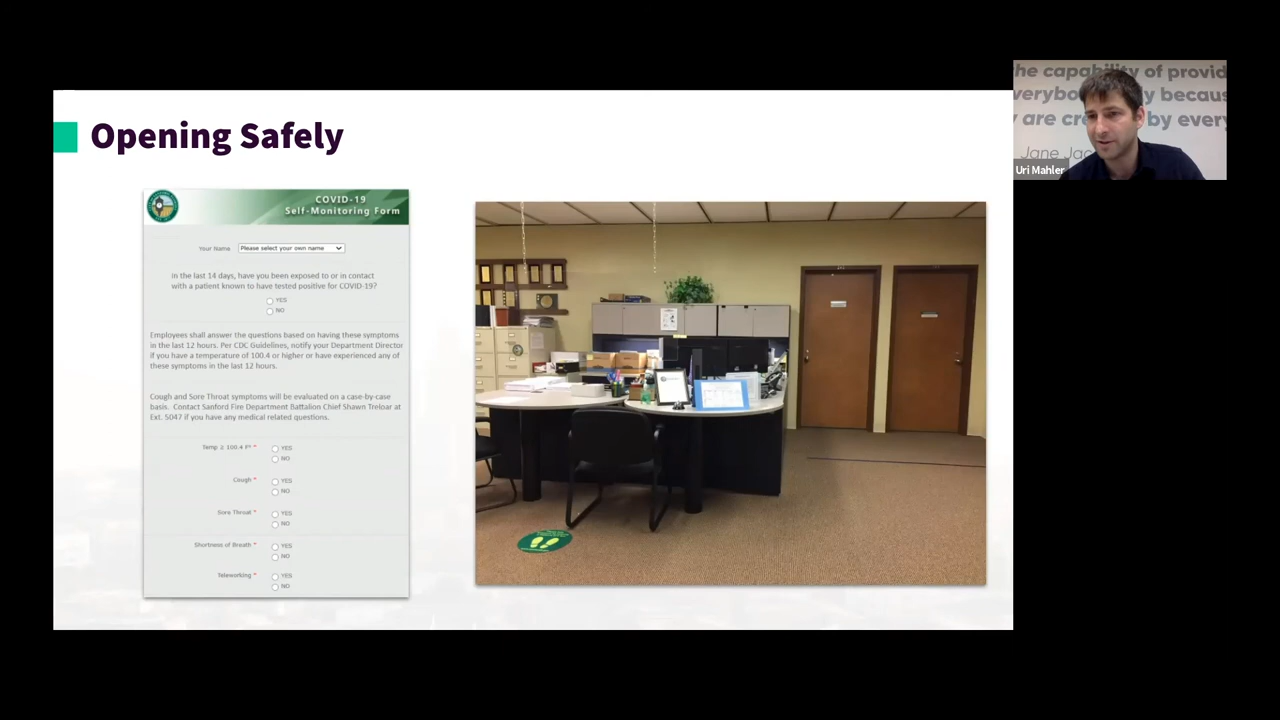 Opening Safely
COVID-19
Self-Monitoring Form
Your Name Please select your own name
in the last 14 days, have you been exposed to or in contact
with a patient known to have tested positive for COVID-19?
YES
NO
Employees shall answer the questions based on having these symptoms
in the last 12 hours. Per CDC Guidelines, notify your Department Director
if you have a temperature of 100.4 or higher or have experienced any of
these symptoms in the last 12 hours.
Cough and Sore Throat symptoms will be evaluated on a case-by-case
basis. Contact Sanford Fire Department Battalion Chief Shawn Treloar at
Ext. 5047 if you have any medical related questions.
Temp ≥ 100.4 F° * YES
NO
Cough * YES
NO
Sore Throat * YES
NO
Shortness of Breath * YES
NO
Teleworking * YES
NO
the capability of provid
verybo y becaus
are cre by every
Jane Jac
Uri Mahler